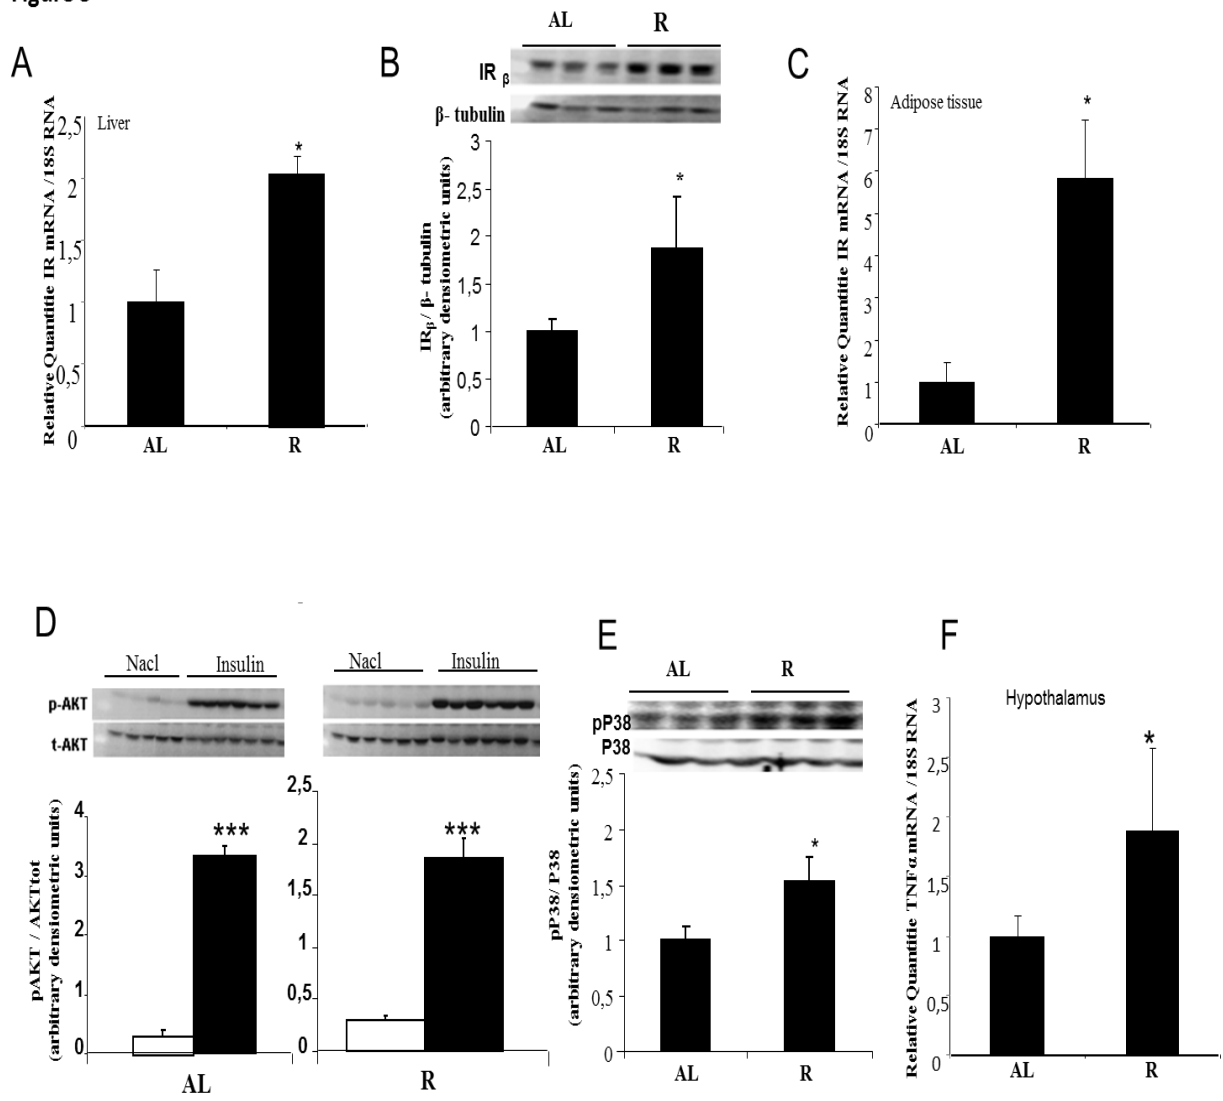 A
Liver
Relative Quantitie IR mRNA /18S RNA
2,5
2
1,5
1
0,5
0
*
AL
R
B
AL
R
IR β
β- tubulin
IRβ / β- tubulin
(arbitrary densiometric units)
3
2,5
2
1,5
1
0,5
0
*
AL
R
C
Adipose tissue
Relative Quantitie IR mRNA /18S RNA
8
7
6
5
4
3
2
1
0
*
AL
R
D
Nacl
Insulin
Nacl
Insulin
p-AKT
t-AKT
pAKT / AKTtot
(arbitrary densiometric units)
4
3
2
1
0
***
AL
2,5
2
1,5
1
0,5
0
***
R
E
AL
R
pP38
P38
pP38/ P38
(arbitrary densiometric units)
2,5
2
1,5
1
0,5
0
*
AL
R
F
Hypothalamus
Relative Quantitie TNFα mRNA /18S RNA
3
2,5
2
1,5
1
0,5
0
*
AL
R